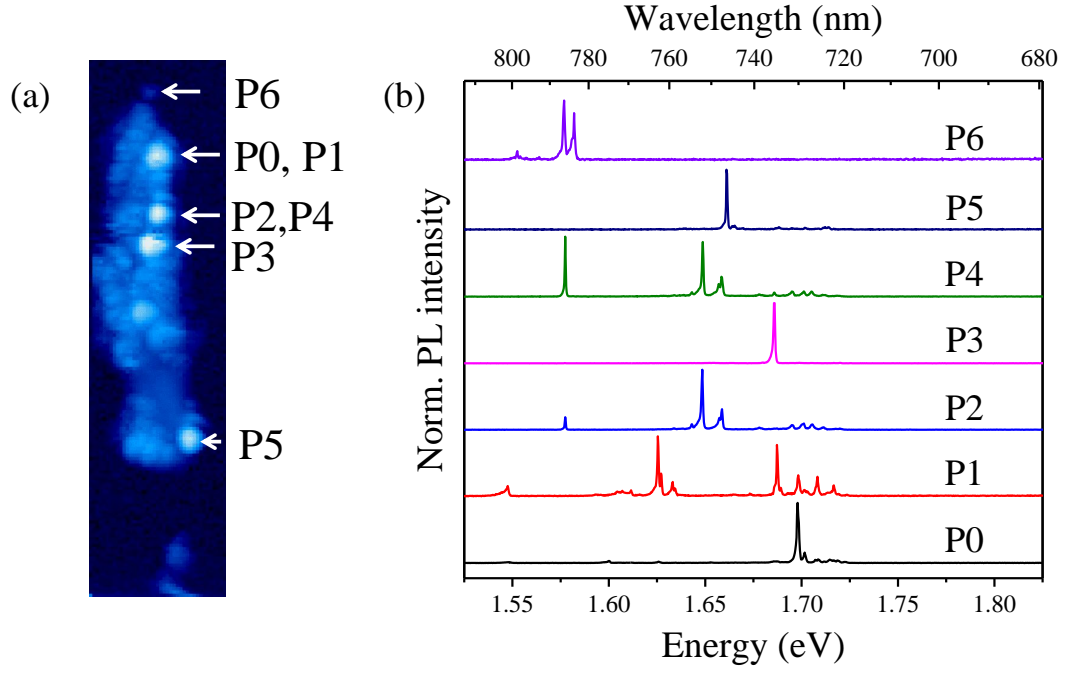 (a)
P6
P0, P1
P2,P4
P3
P5
(b)
Wavelength (nm)
800 780 760 740 720 700 680
Norm. PL intensity
P6
P5
P4
P3
P2
P1
P0
1.55 1.60 1.65 1.70 1.75 1.80
Energy (eV)